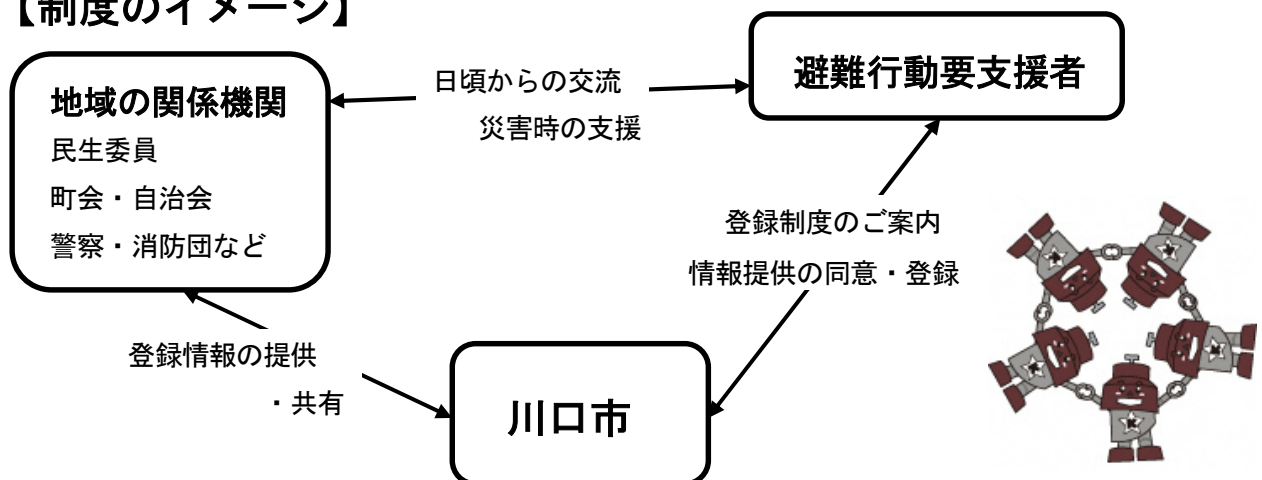 【制度のイメージ】
地域の関係機関
民生委員
町会・自治会
警察・消防団など
日頃からの交流
災害時の支援
避難行動要支援者
登録制度のご案内
情報提供の同意・登録
登録情報の提供
・共有
川口市